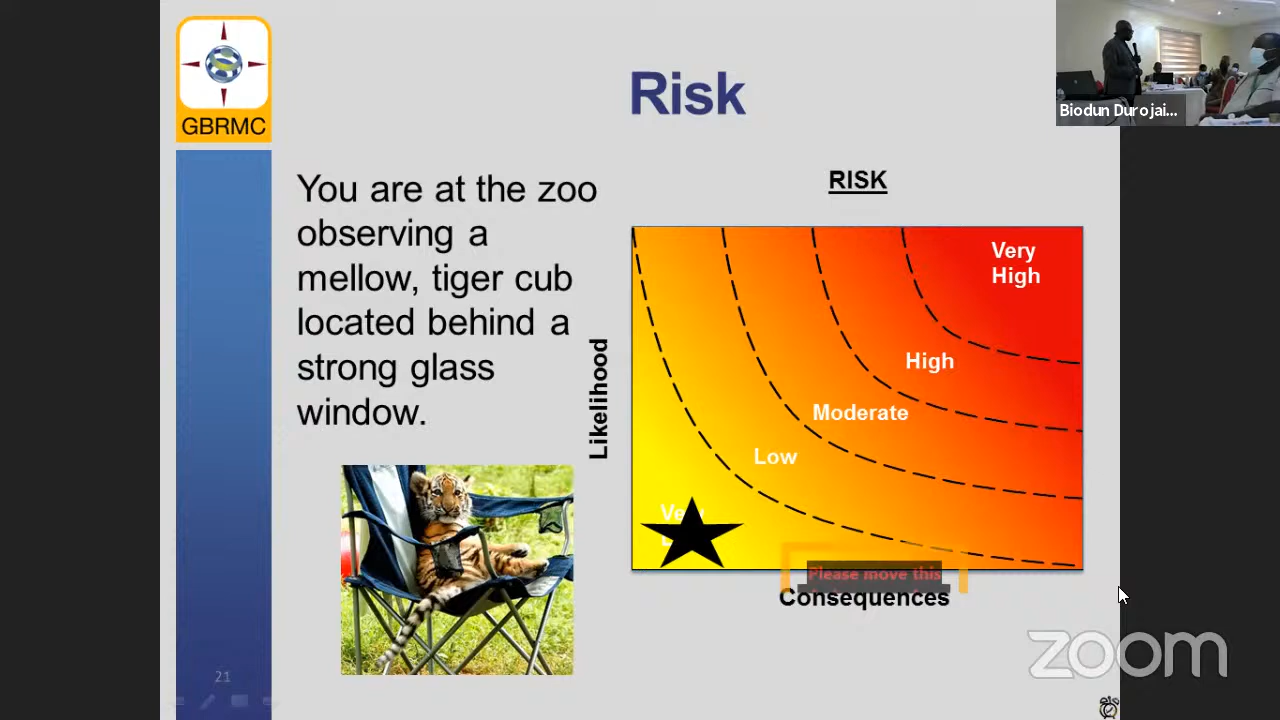 GBRMC
Risk
Biodun Durojai...
You are at the zoo
observing a
mellow, tiger cub
located behind a
strong glass
window.
RISK
Very
High
High
Moderate
Low
Likelihood
Please move this
Consequences
zoom
21